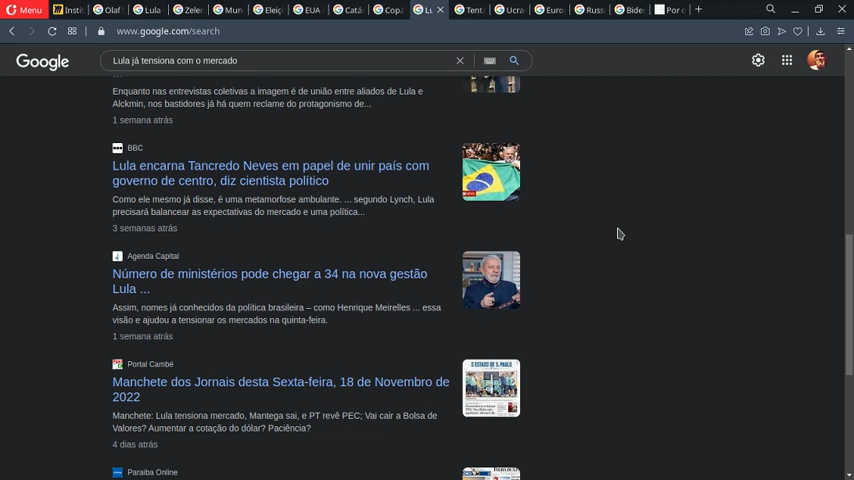 Menu
Instit
Olaf S
Lula
Zeler
Mun
Eleiç
EUA
Catá
Copa
Lu
Tenta
Ucra
Euro
Russ
Bider
Por c
www.google.com/search
Google
Lula já tensiona com o mercado
...
Enquanto nas entrevistas coletivas a imagem é de união entre aliados de Lula e
Alckmin, nos bastidores já há quem reclame do protagonismo de...
1 semana atrás
BBC
Lula encarna Tancredo Neves em papel de unir país com
governo de centro, diz cientista político
Como ele mesmo já disse, é uma metamorfose ambulante. ... segundo Lynch, Lula
precisará balancear as expectativas do mercado e uma política...
3 semanas atrás
Agenda Capital
Número de ministérios pode chegar a 34 na nova gestão
Lula ...
Assim, nomes já conhecidos da política brasileira – como Henrique Meirelles ... essa
visão e ajudou a tensionar os mercados na quinta-feira.
1 semana atrás
Portal Cambé
Manchete dos Jornais desta Sexta-feira, 18 de Novembro de
2022
O ESTADO DE S. PAULO
Manchete: Lula tensiona mercado, Mantega sai, e PT revê PEC; Vai cair a Bolsa de
Valores? Aumentar a cotação do dólar? Paciência?
4 dias atrás
Paraíba Online